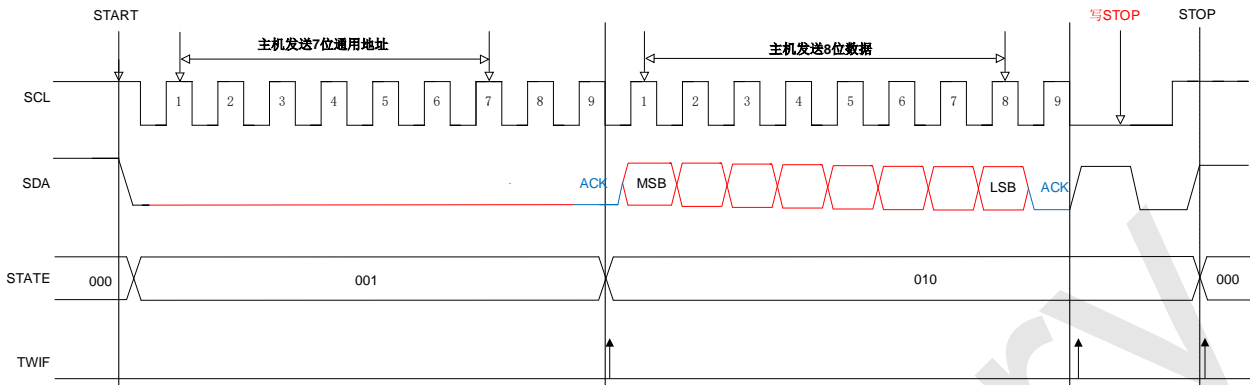 START 写STOP STOP
主机发送7位通用地址 主机发送8位数据
SCL 1 2 3 4 5 6 7 8 9 1 2 3 4 5 6 7 8 9
SDA ACK MSB LSB ACK
STATE 000 001 010 000
TWIF